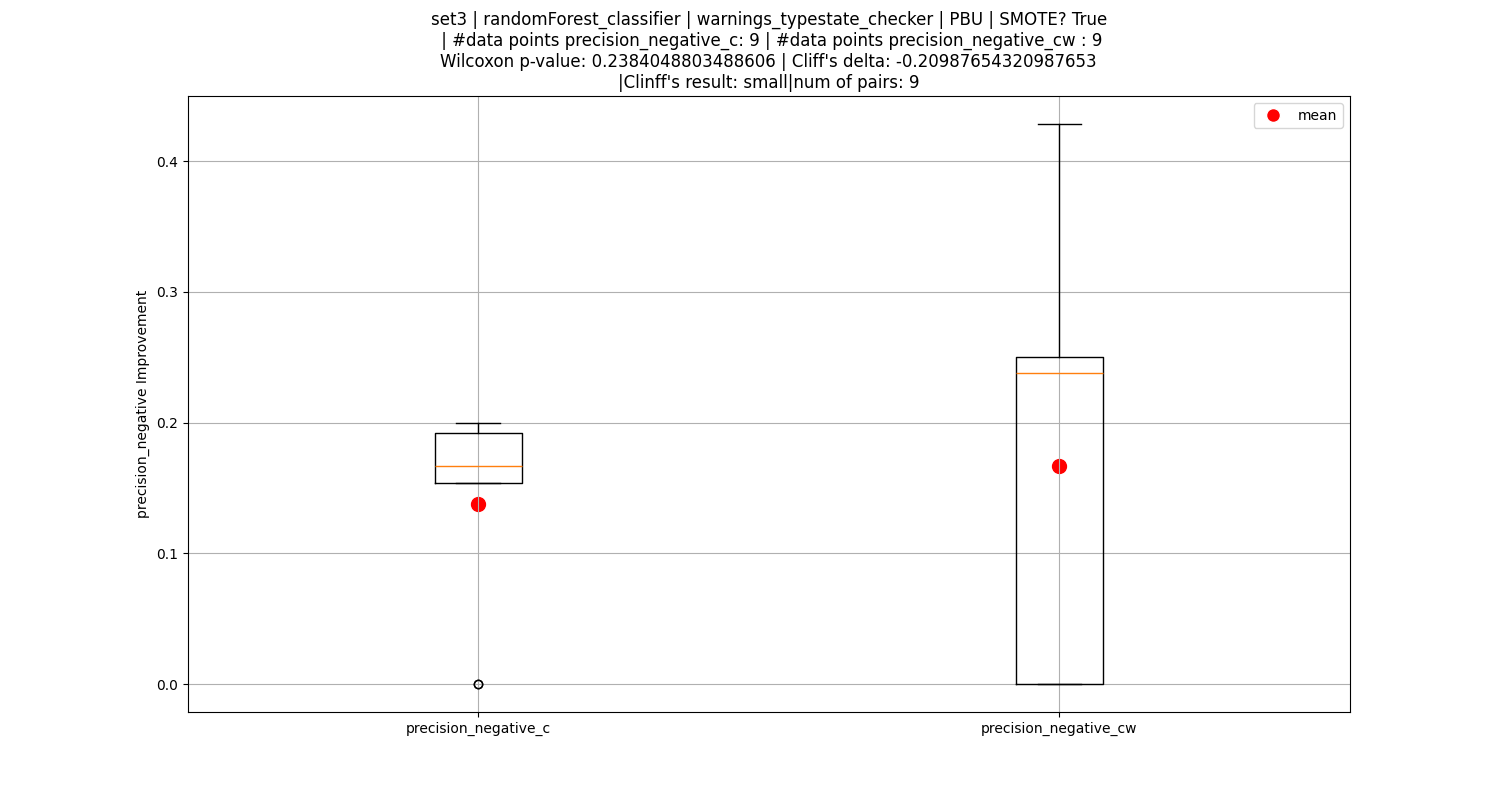 set3 | randomForest_classifier | warnings_typestate_checker | PBU | SMOTE? True
| #data points precision_negative_c: 9 | #data points precision_negative_cw : 9
Wilcoxon p-value: 0.2384048803488606 | Cliff's delta: -0.20987654320987653
|Clinff's result: small|num of pairs: 9
mean
precision_negative Improvement
0.4
0.3
0.2
0.1
0.0
precision_negative_c
precision_negative_cw